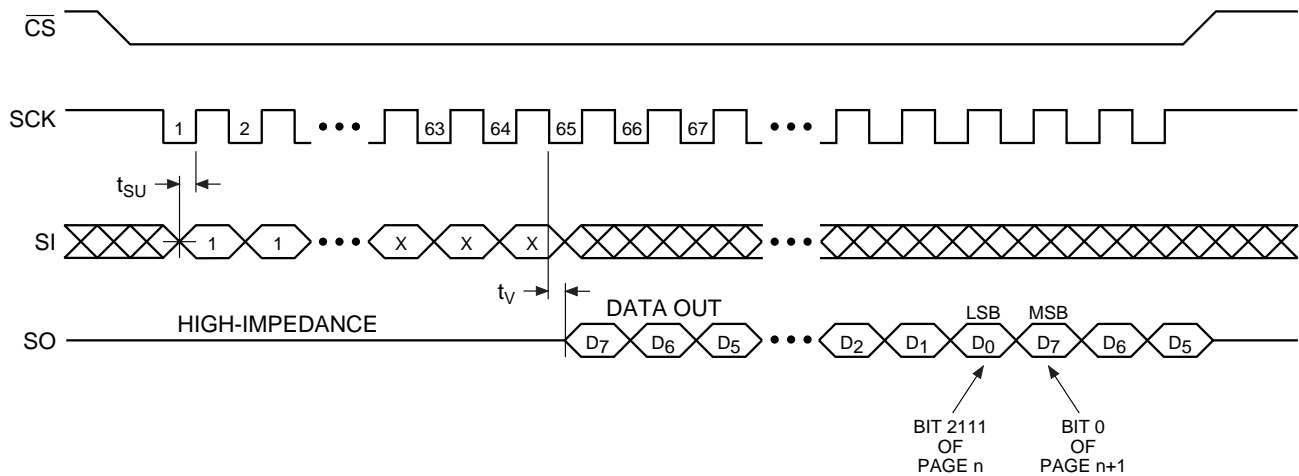 CS
SCK 1 2 63 64 65 66 67
tSU
SI 1 1 X X X
tV
HIGH-IMPEDANCE DATA OUT LSB MSB
SO D7 D6 D5 D2 D1 D0 D7 D6 D5
BIT 2111 OF PAGE n
BIT 0 OF PAGE n+1